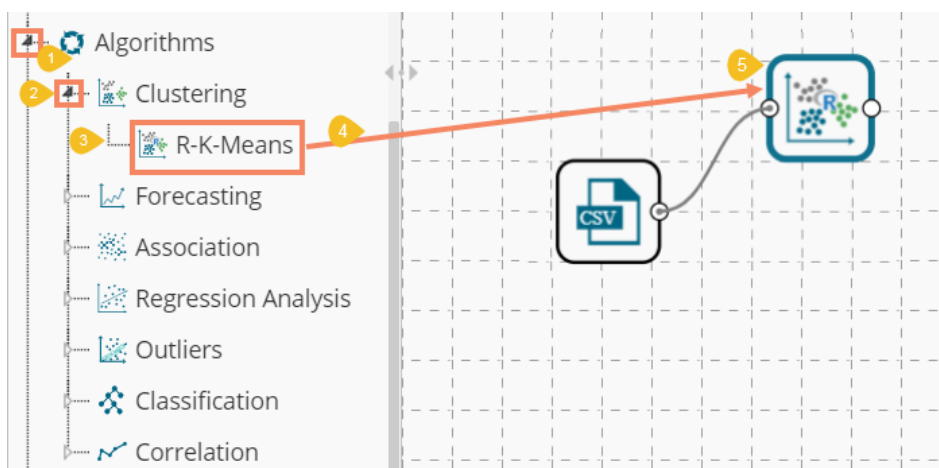 Algorithms
1
2
Clustering
5
3
R-K-Means
4
R
Forecasting
CSV
Association
Regression Analysis
Outliers
Classification
Correlation